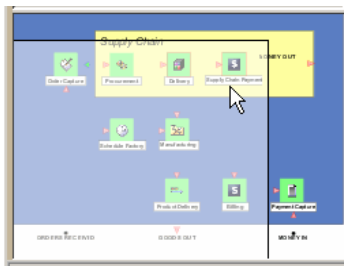 Supply Chain
MONEY OUT
Order Capture
Procurement
Delivery
Supply Chain Payment
Schedule Factory
Manufacturing
Product Delivery
Billing
Payment Capture
ORDERS RECEIVED
GOODS OUT
MONEY IN